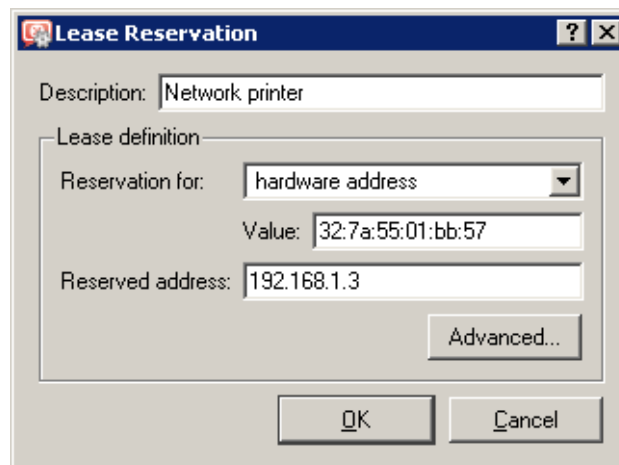 Lease Reservation
Description: Network printer
Lease definition
Reservation for: hardware address
Value: 32:7a:55:01:bb:57
Reserved address: 192.168.1.3
Advanced...
OK Cancel